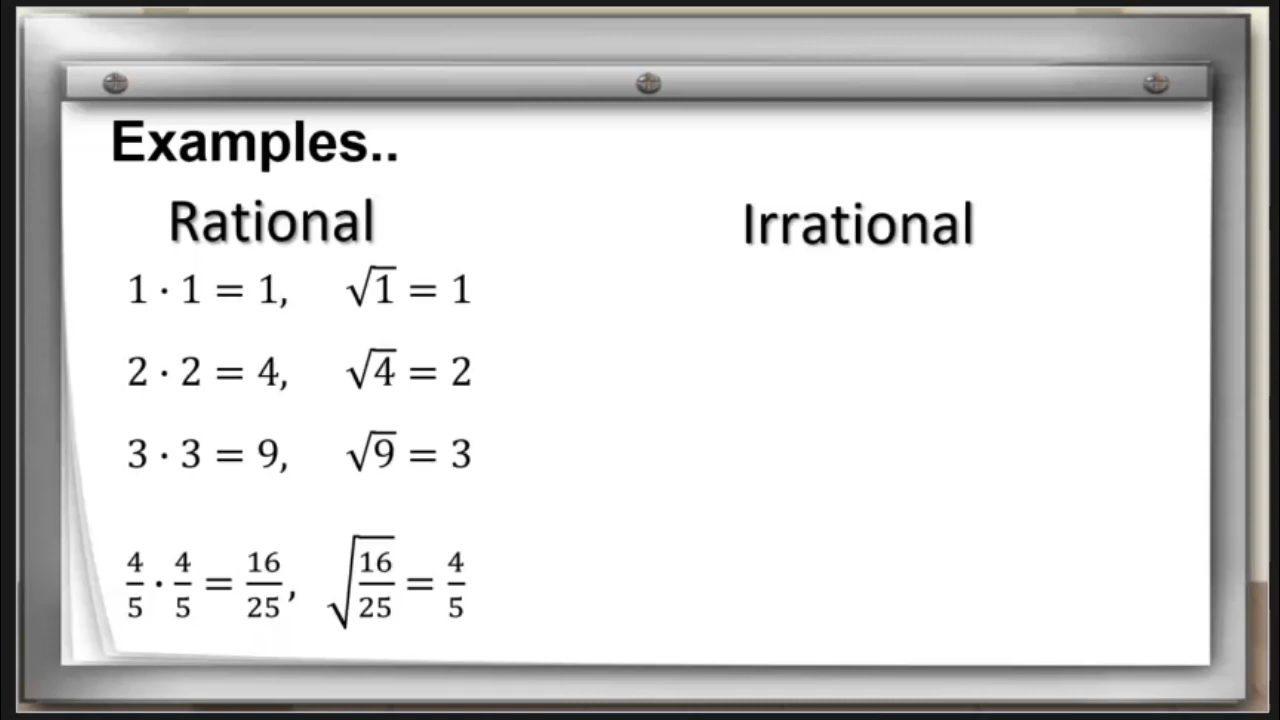 Examples..
Rational Irrational
1 · 1 = 1, √1 = 1
2 · 2 = 4, √4 = 2
3 · 3 = 9, √9 = 3
4/5 · 4/5 = 16/25, √(16/25) = 4/5